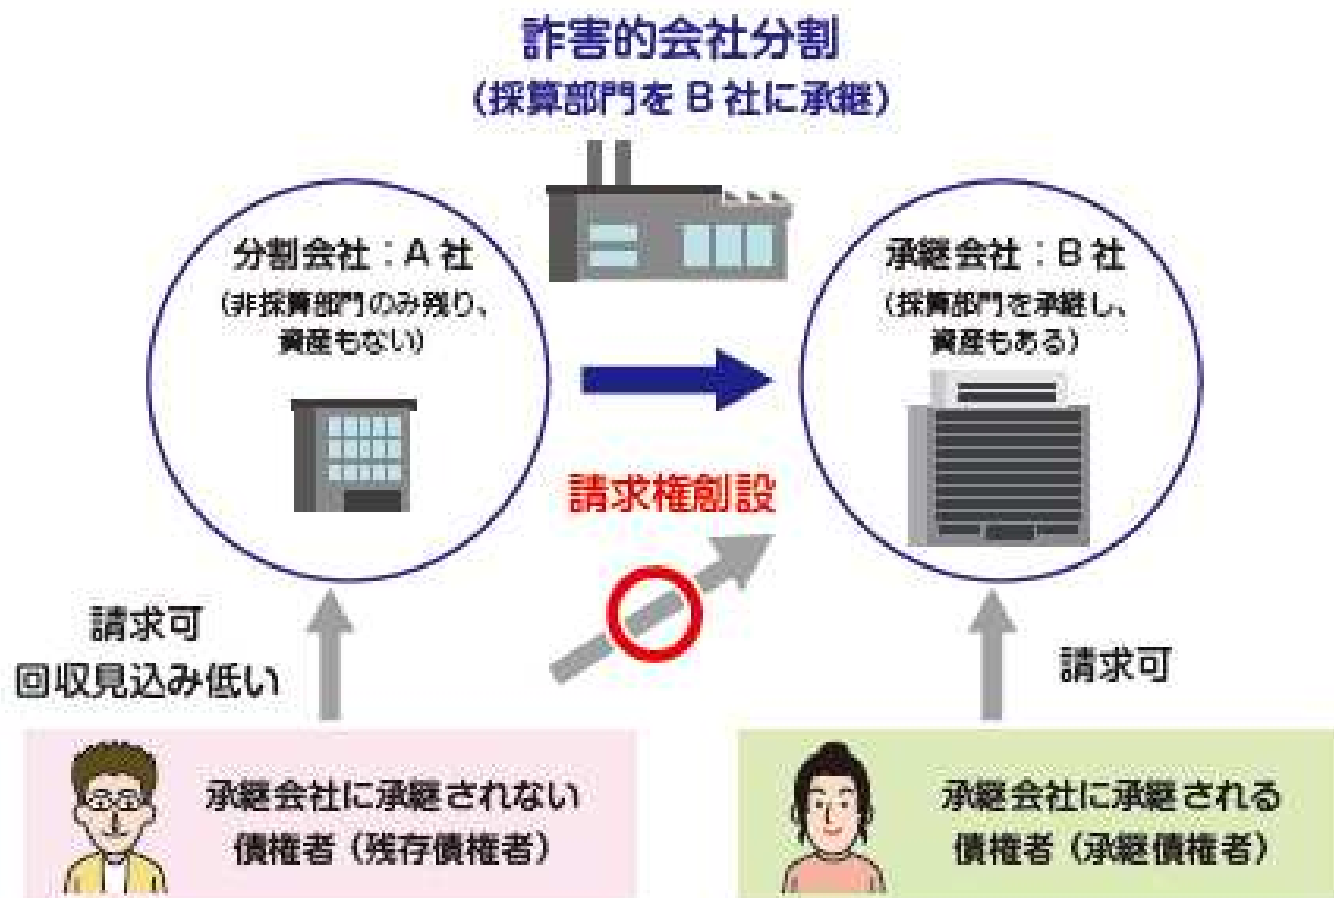 詐害的会社分割
（採算部門を B 社に承継）
分割会社：A 社
（非採算部門のみ残り、
資産もない）
承継会社：B 社
（採算部門を承継し、
資産もある）
請求権創設
請求可
回収見込み低い
請求可
承継会社に承継されない
債権者（残存債権者）
承継会社に承継される
債権者（承継債権者）